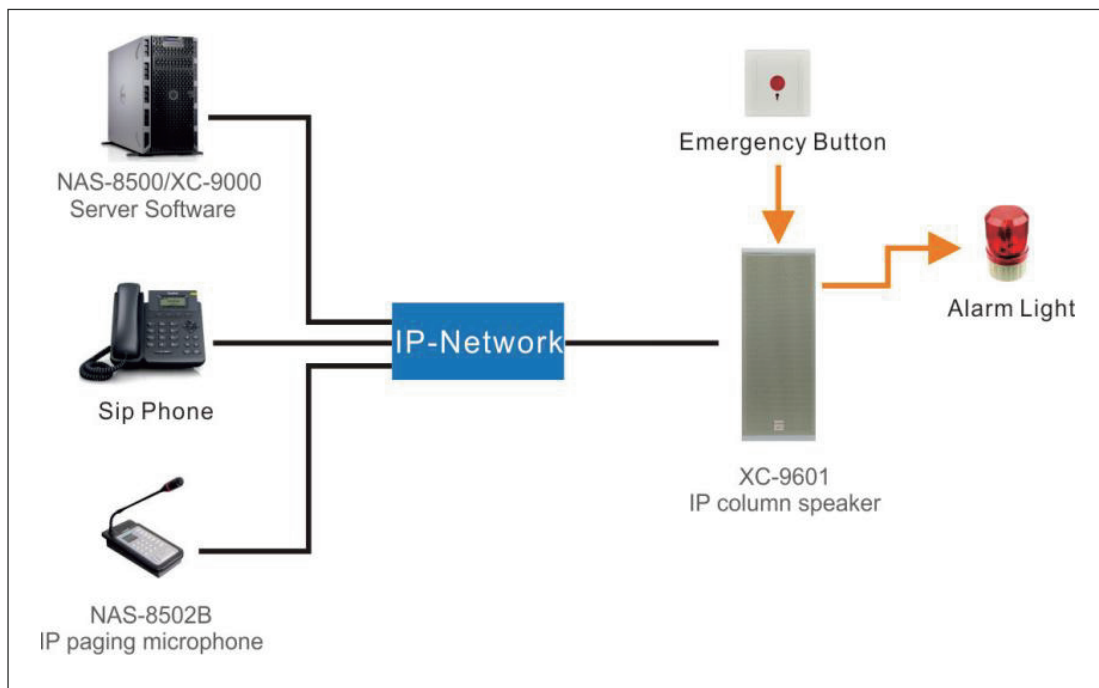 NAS-8500/XC-9000
Server Software
Sip Phone
NAS-8502B
IP paging microphone
IP-Network
Emergency Button
XC-9601
IP column speaker
Alarm Light